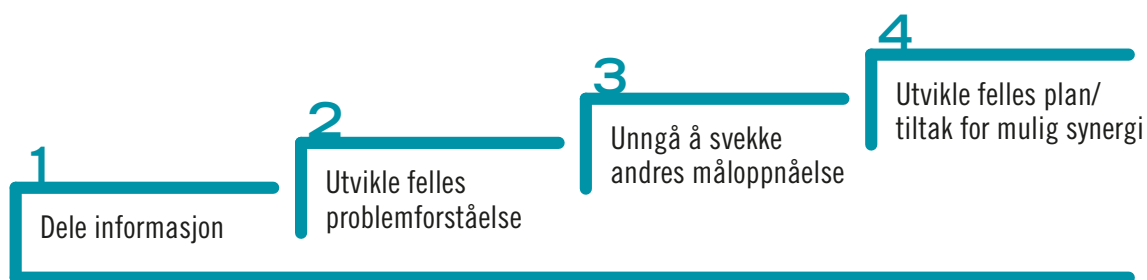 1
Dele informasjon
2
Utvikle felles
problemforståelse
3
Unngå å svekke
andres måloppnåelse
4
Utvikle felles plan/
tiltak for mulig synergi